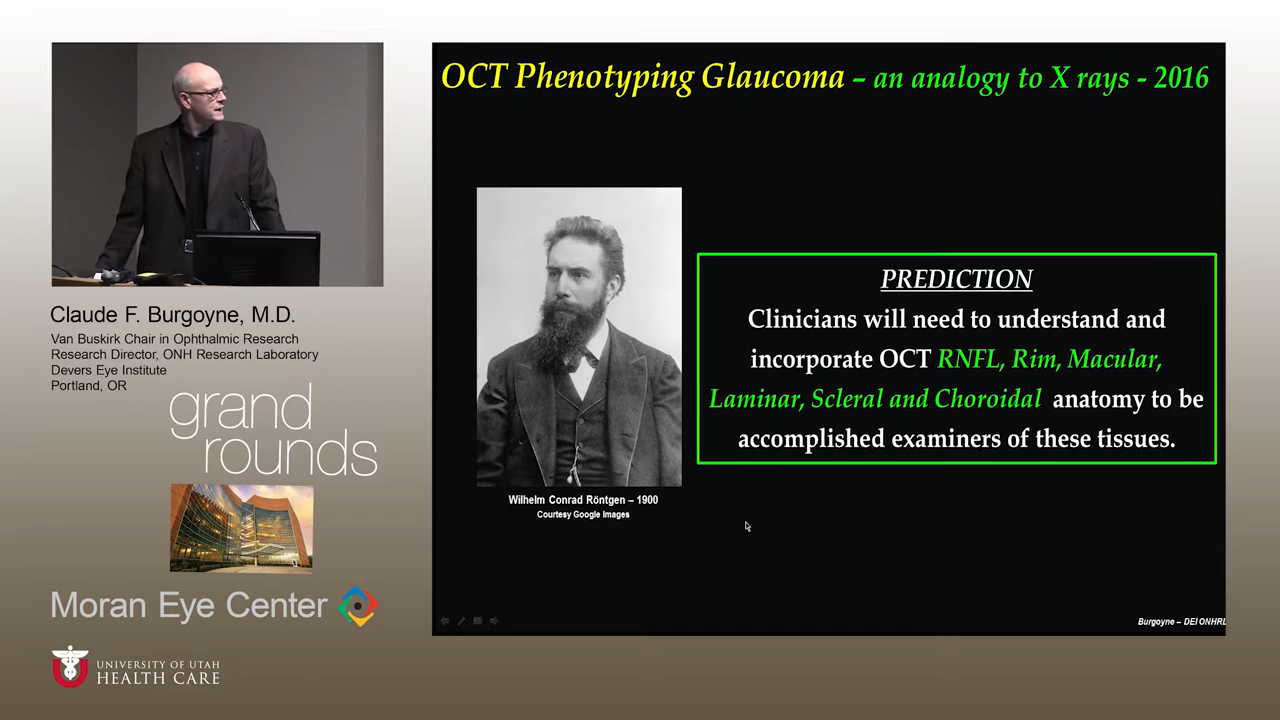 OCT Phenotyping Glaucoma – an analogy to X rays - 2016
PREDICTION
Clinicians will need to understand and
incorporate OCT RNFL, Rim, Macular,
Laminar, Scleral and Choroidal anatomy to be
accomplished examiners of these tissues.
Wilhelm Conrad Röntgen – 1900
Courtesy Google Images
Burgoyne – DEI ONHRL
Claude F. Burgoyne, M.D.
Van Buskirk Chair in Ophthalmic Research
Research Director, ONH Research Laboratory
Devers Eye Institute
Portland, OR
grand
rounds
Moran Eye Center
UNIVERSITY OF UTAH
HEALTH CARE